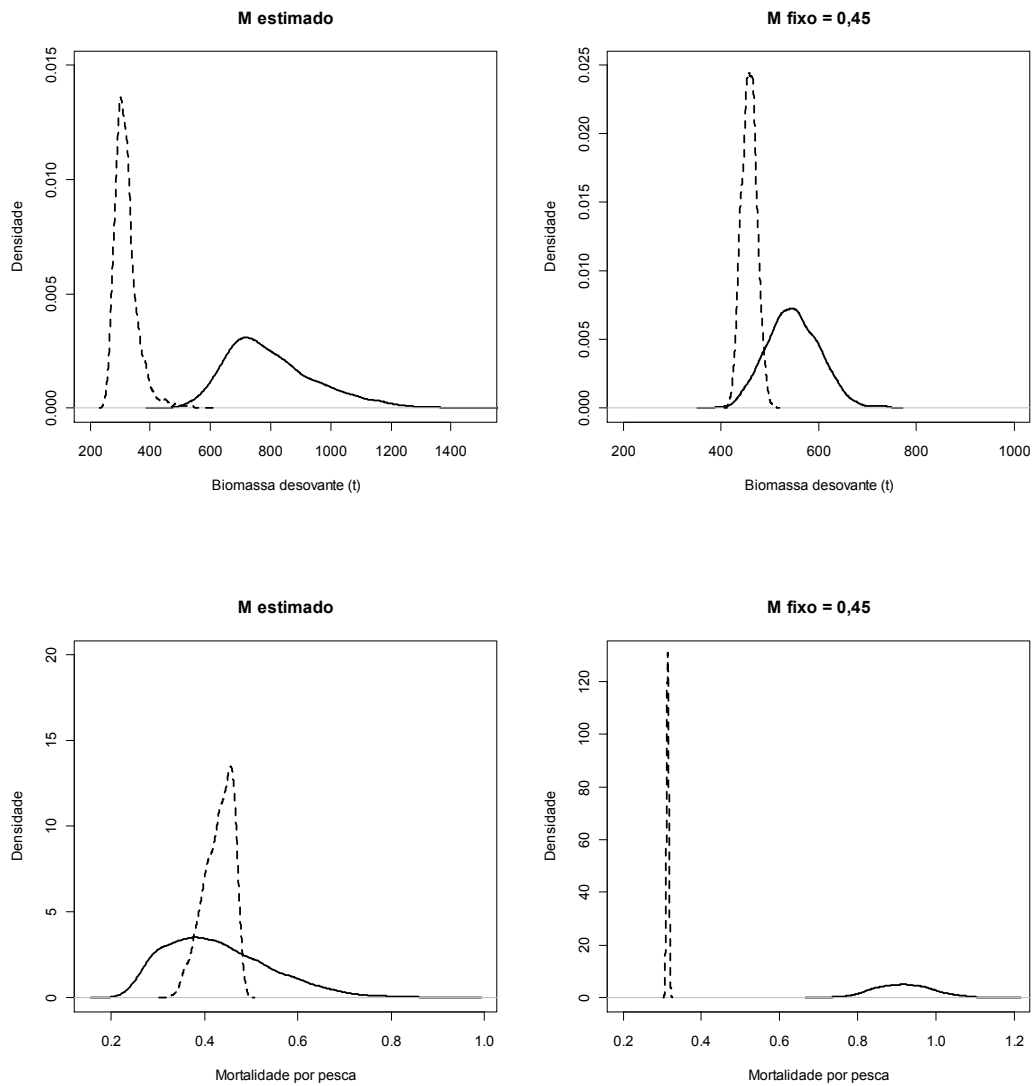 M estimado
0.015
0.010
0.005
0.000
Densidade
200 400 600 800 1000 1200 1400
Biomassa desovante (t)
M fixo = 0,45
0.025
0.020
0.015
0.010
0.005
0.000
Densidade
200 400 600 800 1000
Biomassa desovante (t)
M estimado
20
15
10
5
0
Densidade
0.2 0.4 0.6 0.8 1.0
Mortalidade por pesca
M fixo = 0,45
120
100
80
60
40
20
0
Densidade
0.2 0.4 0.6 0.8 1.0 1.2
Mortalidade por pesca